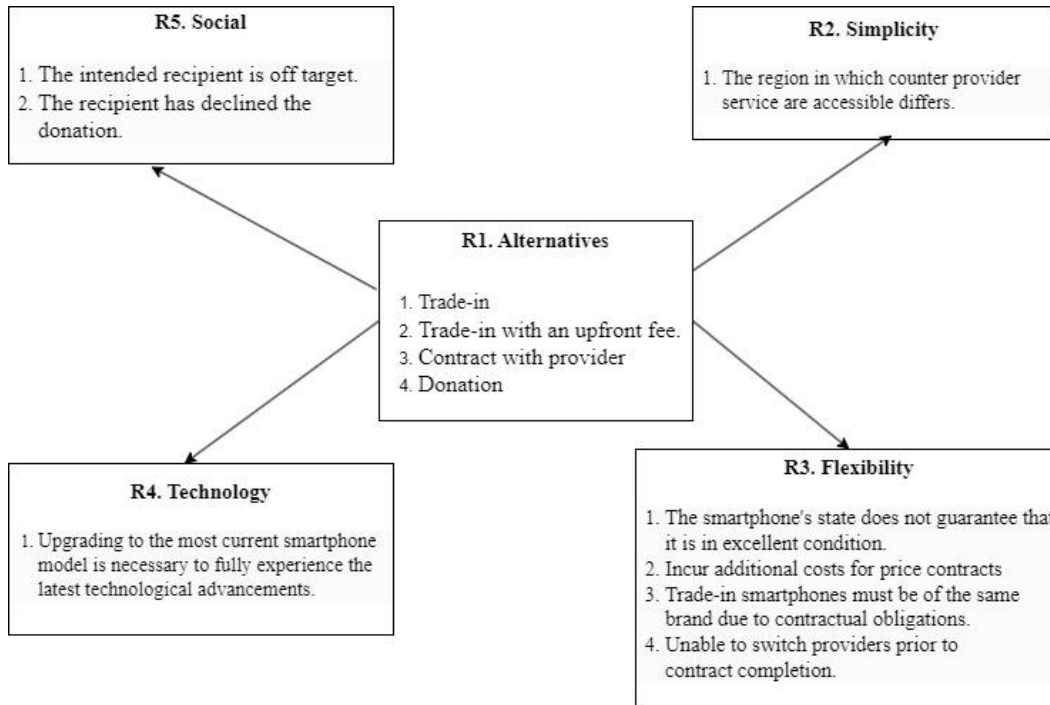 R5. Social
1. The intended recipient is off target.
2. The recipient has declined the
donation.
R2. Simplicity
1. The region in which counter provider
service are accessible differs.
R1. Alternatives
1. Trade-in
2. Trade-in with an upfront fee.
3. Contract with provider
4. Donation
R4. Technology
1. Upgrading to the most current smartphone
model is necessary to fully experience the
latest technological advancements.
R3. Flexibility
1. The smartphone's state does not guarantee that
it is in excellent condition.
2. Incur additional costs for price contracts
3. Trade-in smartphones must be of the same
brand due to contractual obligations.
4. Unable to switch providers prior to
contract completion.